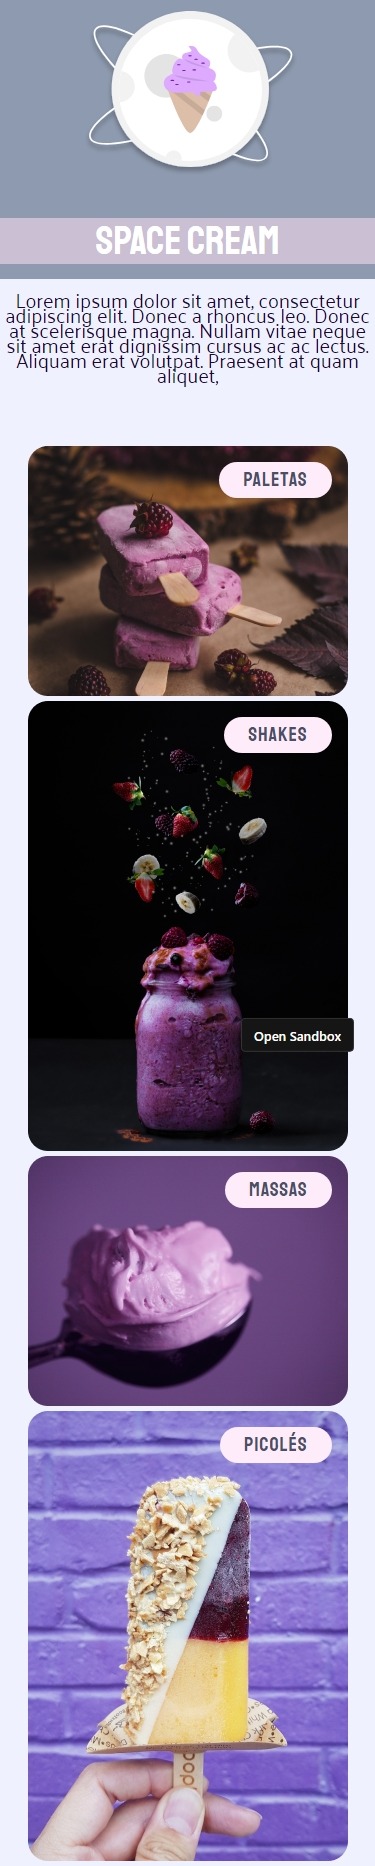 SPACE CREAM
Lorem ipsum dolor sit amet, consectetur
adipiscing elit. Donec a rhoncus leo. Donec
at scelerisque magna. Nullam vitae neque
sit amet erat dignissim cursus ac ac lectus.
Aliquam erat volutpat. Praesent at quam
aliquet,
PALETAS
SHAKES
Open Sandbox
MASSAS
PICOLÉS